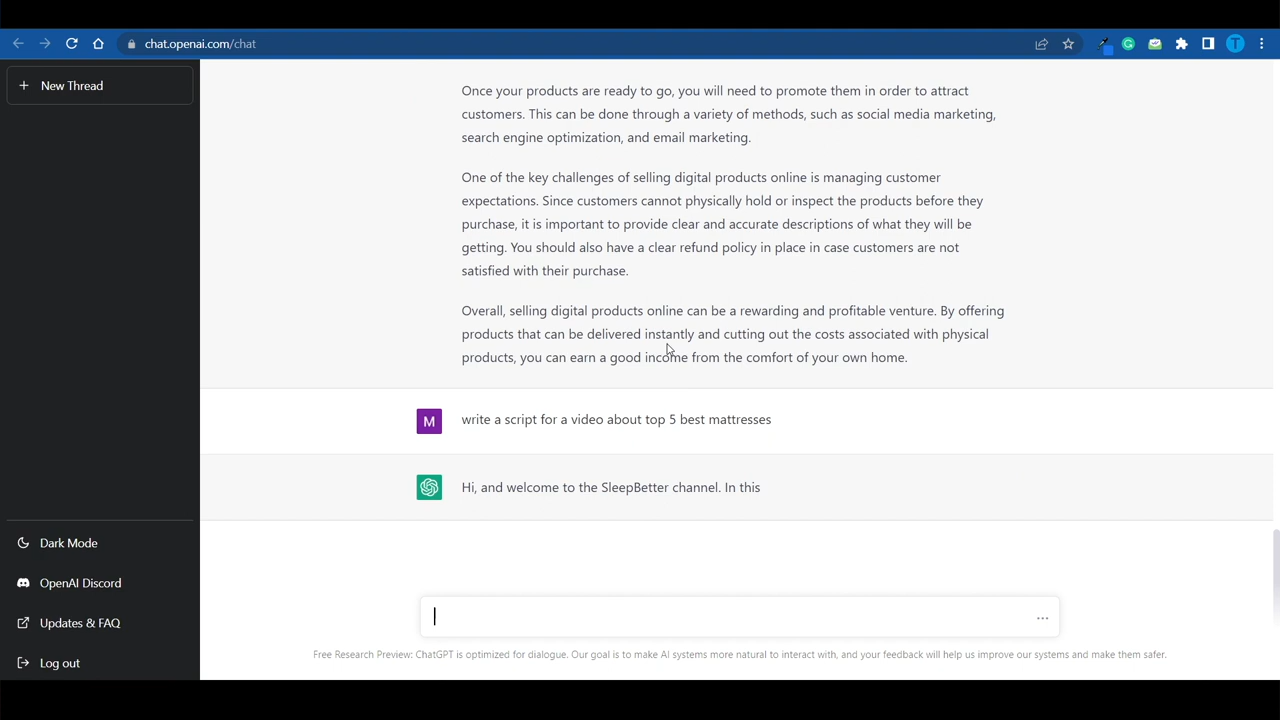 chat.openai.com/chat
T
New Thread
Once your products are ready to go, you will need to promote them in order to attract
customers. This can be done through a variety of methods, such as social media marketing,
search engine optimization, and email marketing.
One of the key challenges of selling digital products online is managing customer
expectations. Since customers cannot physically hold or inspect the products before they
purchase, it is important to provide clear and accurate descriptions of what they will be
getting. You should also have a clear refund policy in place in case customers are not
satisfied with their purchase.
Overall, selling digital products online can be a rewarding and profitable venture. By offering
products that can be delivered instantly and cutting out the costs associated with physical
products, you can earn a good income from the comfort of your own home.
M
write a script for a video about top 5 best mattresses
Hi, and welcome to the SleepBetter channel. In this
Dark Mode
OpenAI Discord
Updates & FAQ
Log out
Free Research Preview: ChatGPT is optimized for dialogue. Our goal is to make AI systems more natural to interact with, and your feedback will help us improve our systems and make them safer.